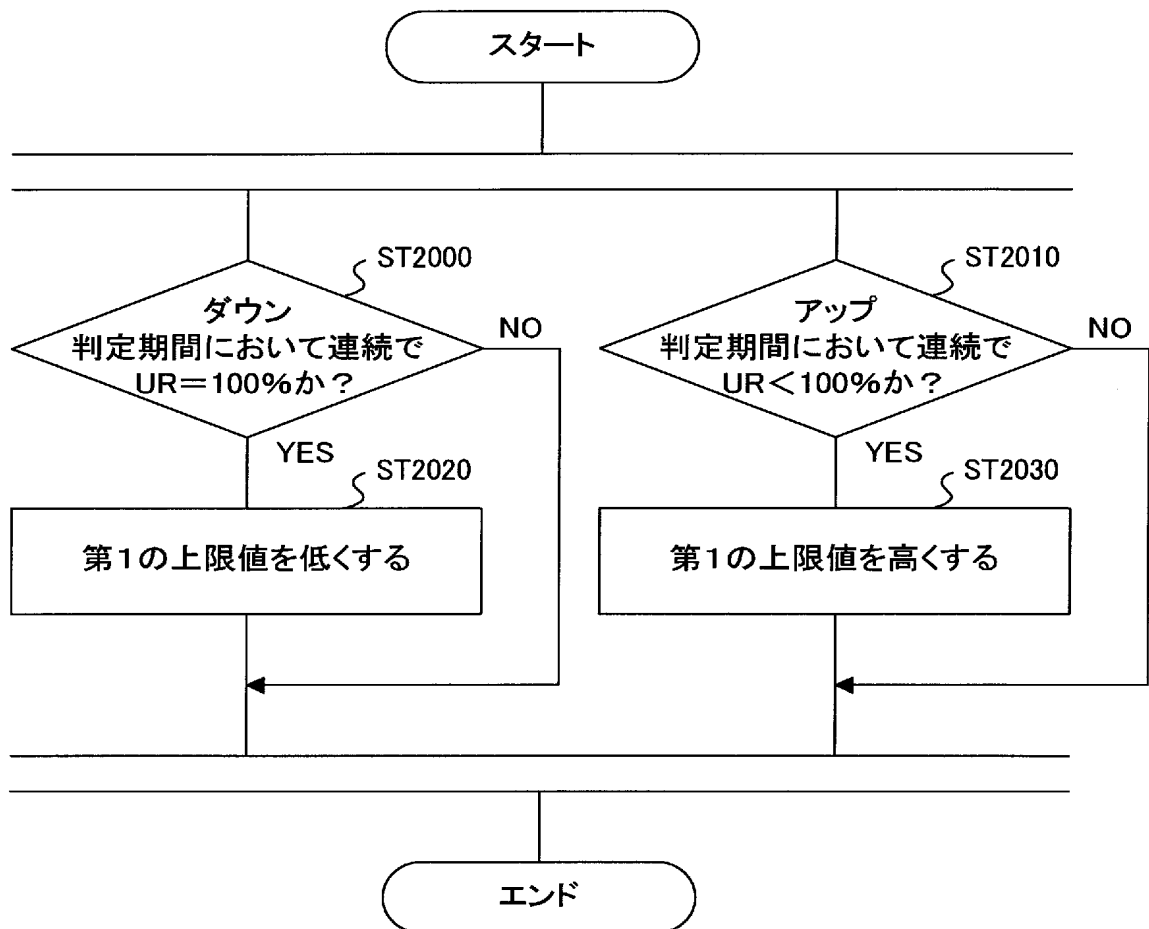 スタート
ST2000
ダウン
判定期間において連続で
UR=100%か?
NO
YES
ST2020
第1の上限値を低くする
ST2010
アップ
判定期間において連続で
UR<100%か?
NO
YES
ST2030
第1の上限値を高くする
エンド